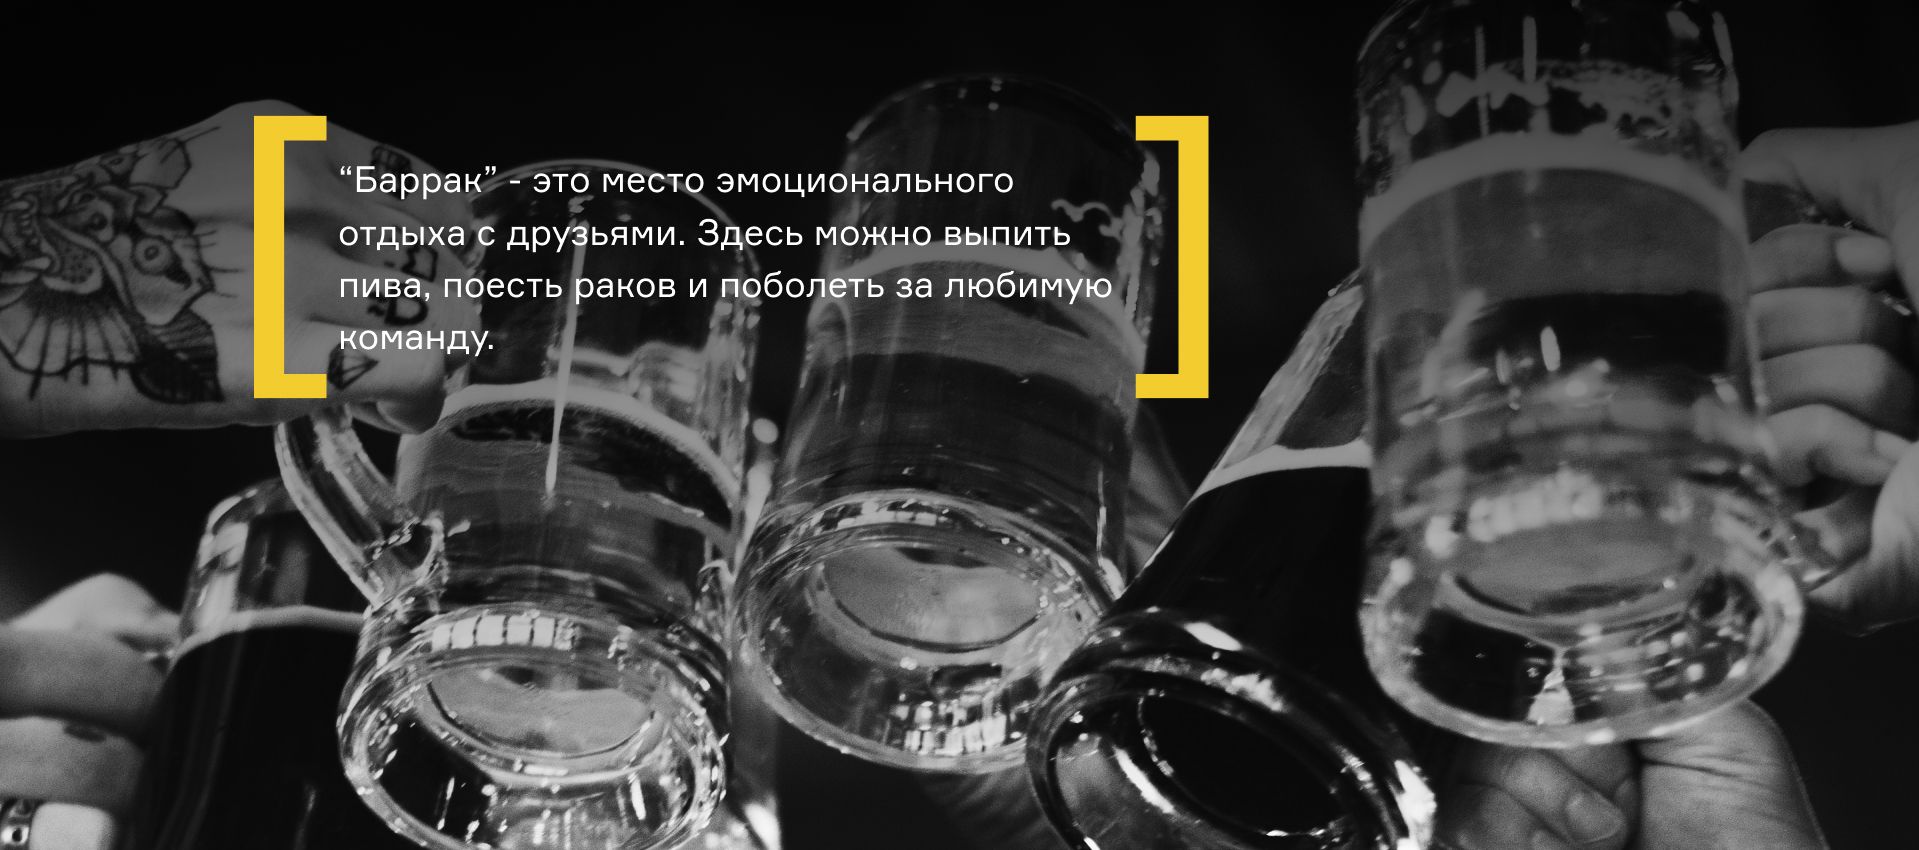 “Баррак” - это место эмоционального
отдыха с друзьями. Здесь можно выпить
пива, поесть раков и поболеть за любимую
команду.